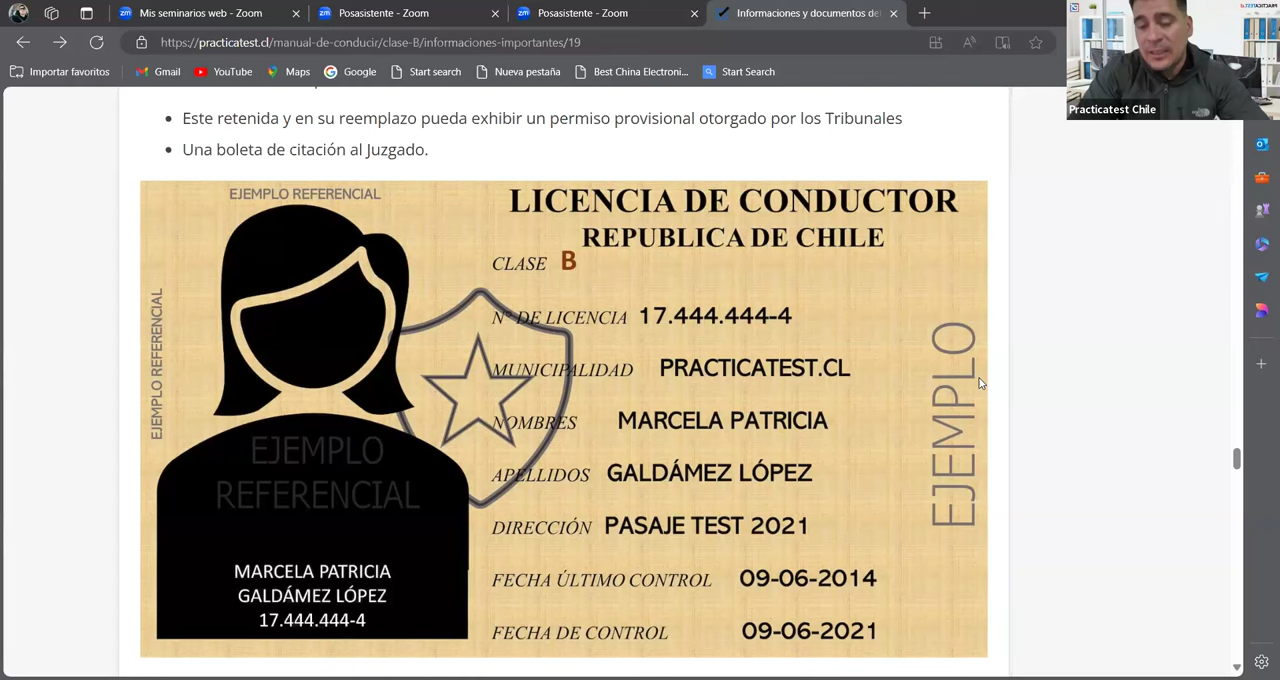 Mis seminarios web - Zoom
Posasistente - Zoom
Posasistente - Zoom
Informaciones y documentos de
https://practicatest.cl/manual-de-conducir/clase-B/informaciones-importantes/19
Importar favoritos
Gmail
YouTube
Maps
Google
Start search
Nueva pestaña
Best China Electroni...
Start Search
Practicatest Chile
Este retenida y en su reemplazo pueda exhibir un permiso provisional otorgado por los Tribunales
Una boleta de citación al Juzgado.
EJEMPLO REFERENCIAL
LICENCIA DE CONDUCTOR
REPUBLICA DE CHILE
CLASE B
N° DE LICENCIA 17.444.444-4
MUNICIPALIDAD PRACTICATEST.CL
NOMBRES MARCELA PATRICIA
APELLIDOS GALDÁMEZ LÓPEZ
DIRECCIÓN PASAJE TEST 2021
FECHA ÚLTIMO CONTROL 09-06-2014
FECHA DE CONTROL 09-06-2021
EJEMPLO REFERENCIAL
EJEMPLO
REFERENCIAL
MARCELA PATRICIA
GALDÁMEZ LÓPEZ
17.444.444-4
EJEMPLO